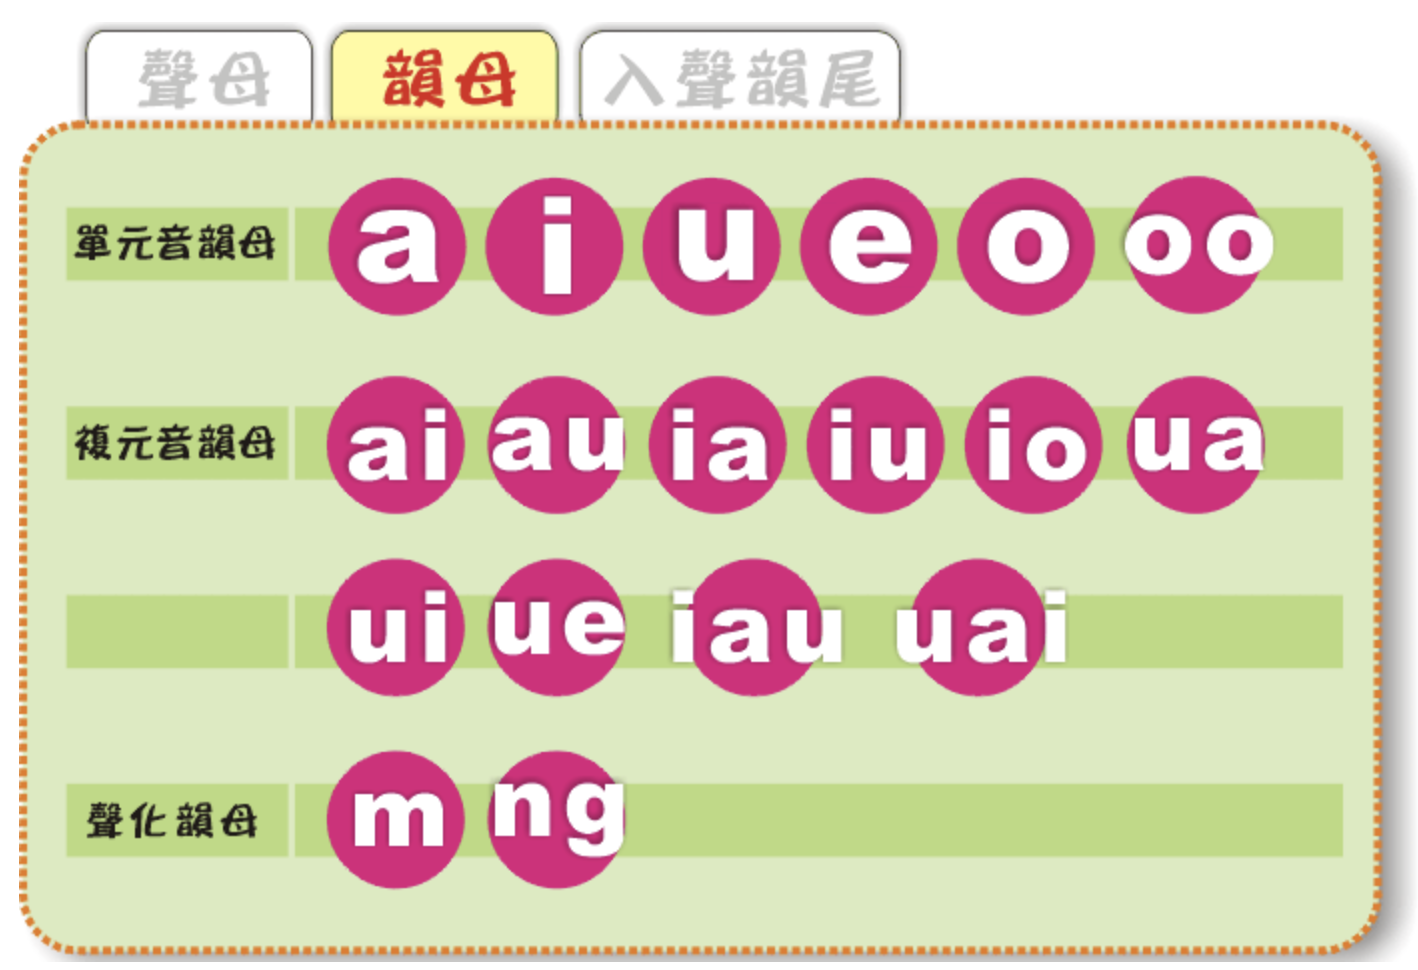 聲母 韻母 入聲韻尾
單元音韻母 a i u e o oo
複元音韻母 ai au ia iu io ua
ui ue iau uai
聲化韻母 m ng